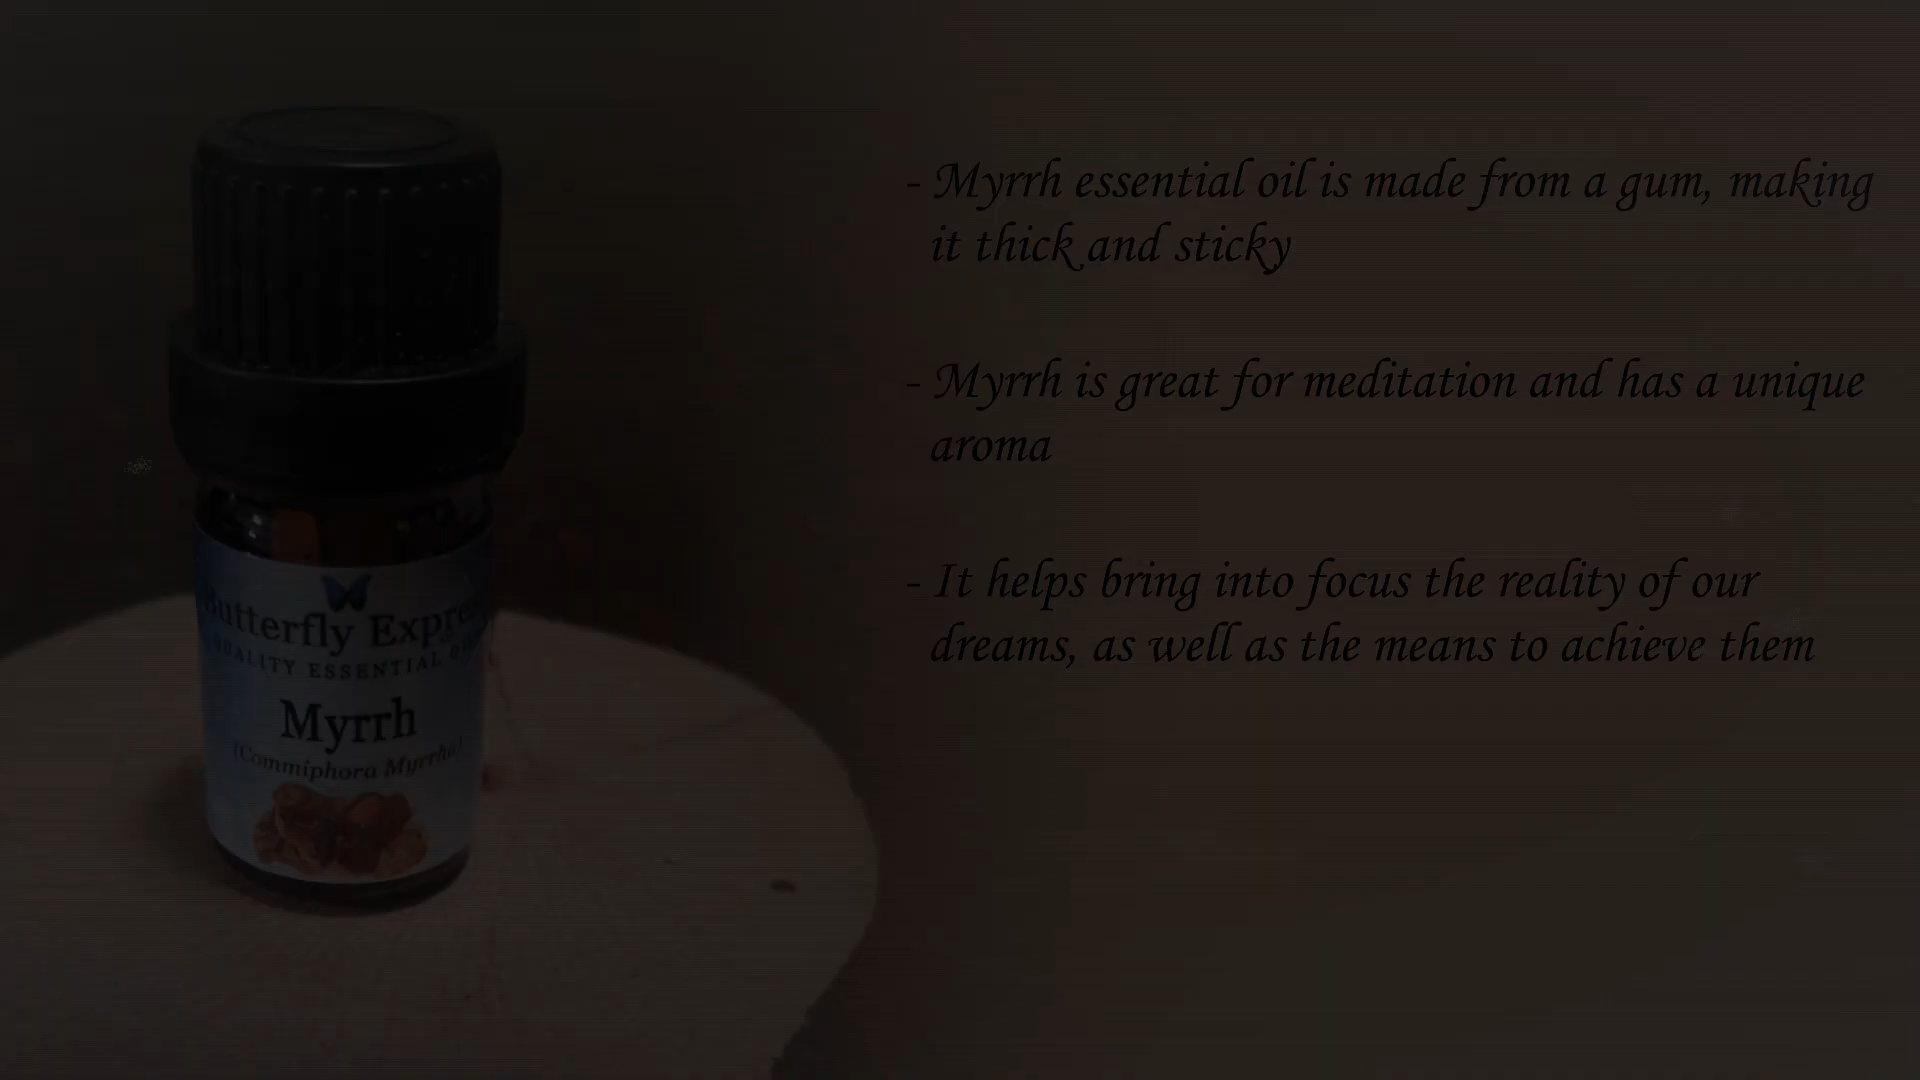 - Myrrh essential oil is made from a gum, making
it thick and sticky
- Myrrh is great for meditation and has a unique
aroma
- It helps bring into focus the reality of our
dreams, as well as the means to achieve them
Butterfly Expre
QUALITY ESSENTIAL
Myrrh
(Commiphora Myrrha)